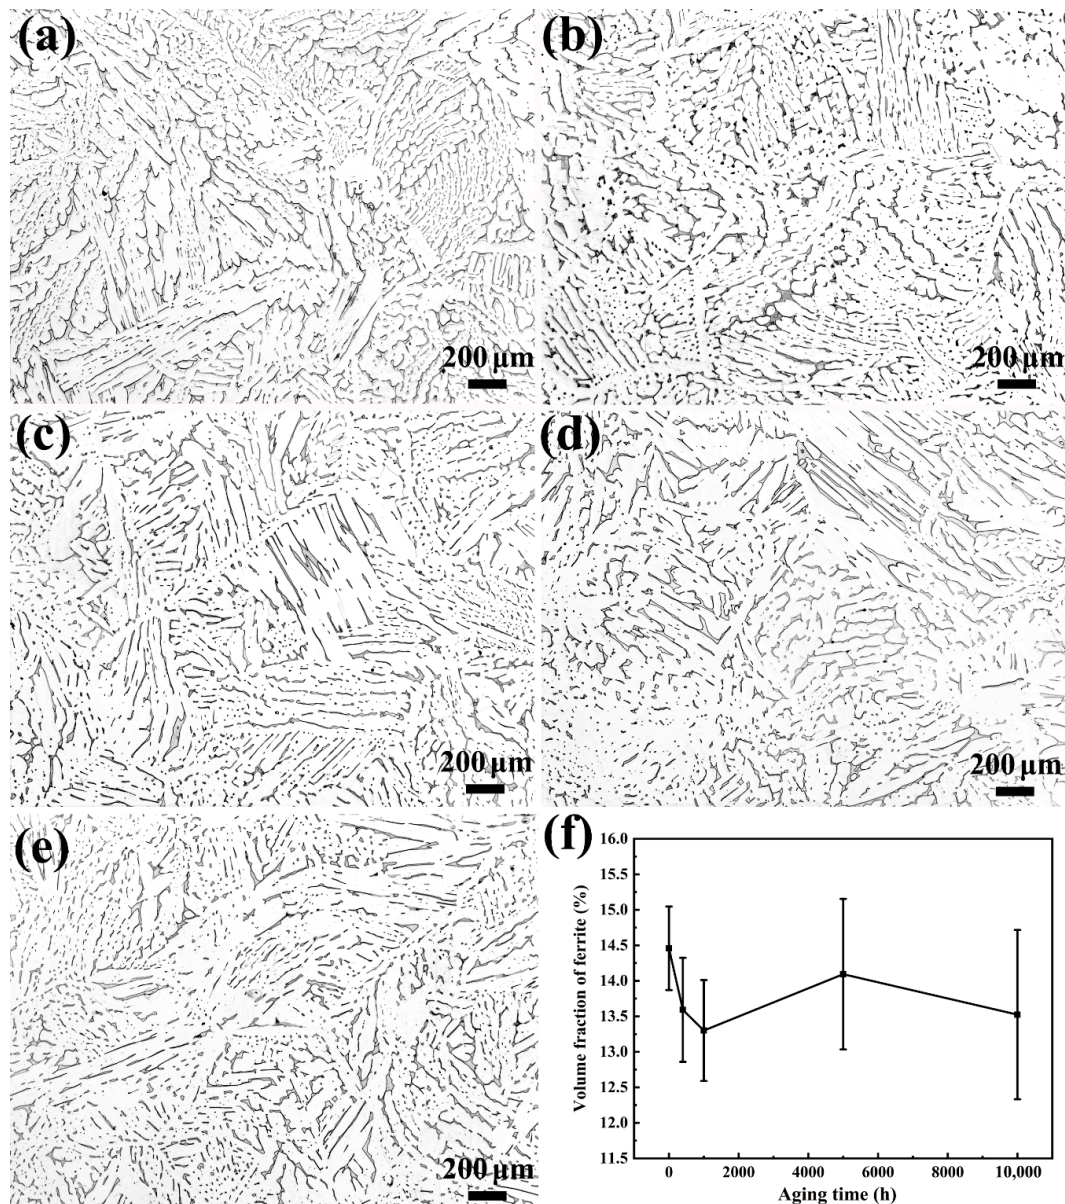 (a)
200 μm
(b)
200 μm
(c)
200 μm
(d)
200 μm
(e)
200 μm
(f)
Volume fraction of ferrite (%)
16.0
15.5
15.0
14.5
14.0
13.5
13.0
12.5
12.0
11.5
0 2000 4000 6000 8000 10,000
Aging time (h)